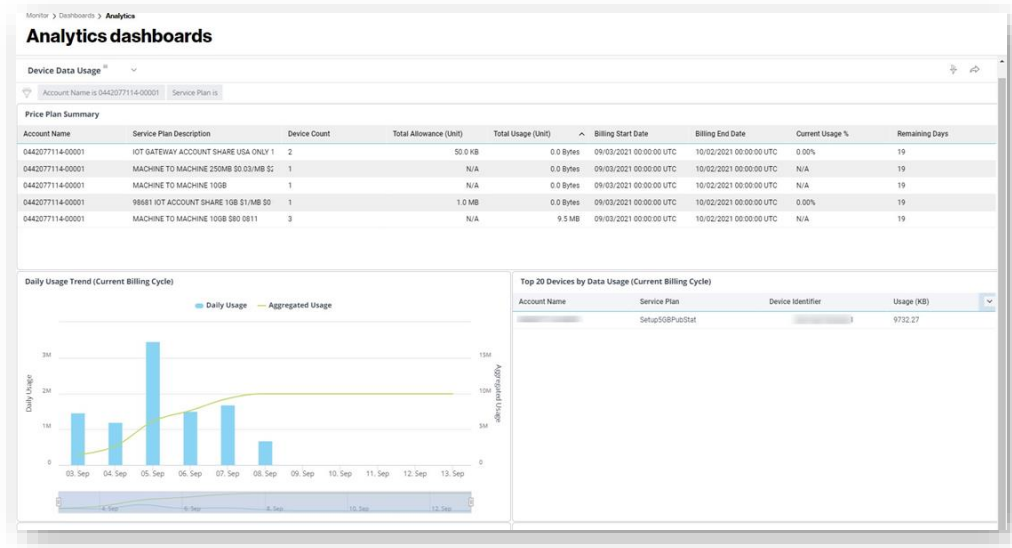 Monitor > Dashboards > Analytics
Analytics dashboards
Device Data Usage
Account Name is 0442077114-00001 Service Plan is
Price Plan Summary
Account Name Service Plan Description Device Count Total Allowance (Unit) Total Usage (Unit) Billing Start Date Billing End Date Current Usage % Remaining Days
0442077114-00001 IOT GATEWAY ACCOUNT SHARE USA ONLY 1 2 50.0 KB 0.0 Bytes 09/03/2021 00:00:00 UTC 10/02/2021 00:00:00 UTC 0.00% 19
0442077114-00001 MACHINE TO MACHINE 250MB $0.03/MB $2 1 N/A 0.0 Bytes 09/03/2021 00:00:00 UTC 10/02/2021 00:00:00 UTC N/A 19
0442077114-00001 MACHINE TO MACHINE 10GB 1 N/A 0.0 Bytes 09/03/2021 00:00:00 UTC 10/02/2021 00:00:00 UTC N/A 19
0442077114-00001 98681 IOT ACCOUNT SHARE 1GB $1/MB $0 1 1.0 MB 0.0 Bytes 09/03/2021 00:00:00 UTC 10/02/2021 00:00:00 UTC 0.00% 19
0442077114-00001 MACHINE TO MACHINE 10GB $80 0811 3 N/A 9.5 MB 09/03/2021 00:00:00 UTC 10/02/2021 00:00:00 UTC N/A 19
Daily Usage Trend (Current Billing Cycle)
Daily Usage Aggregated Usage
3M 15M
2M 10M
1M 5M
0 0
Daily Usage
Aggregated Usage
03. Sep 04. Sep 05. Sep 06. Sep 07. Sep 08. Sep 09. Sep 10. Sep 11. Sep 12. Sep 13. Sep
4. Sep 6. Sep 8. Sep 10. Sep 12. Sep
Top 20 Devices by Data Usage (Current Billing Cycle)
Account Name Service Plan Device Identifier Usage (KB)
Setup5GBPubStat 9732.27